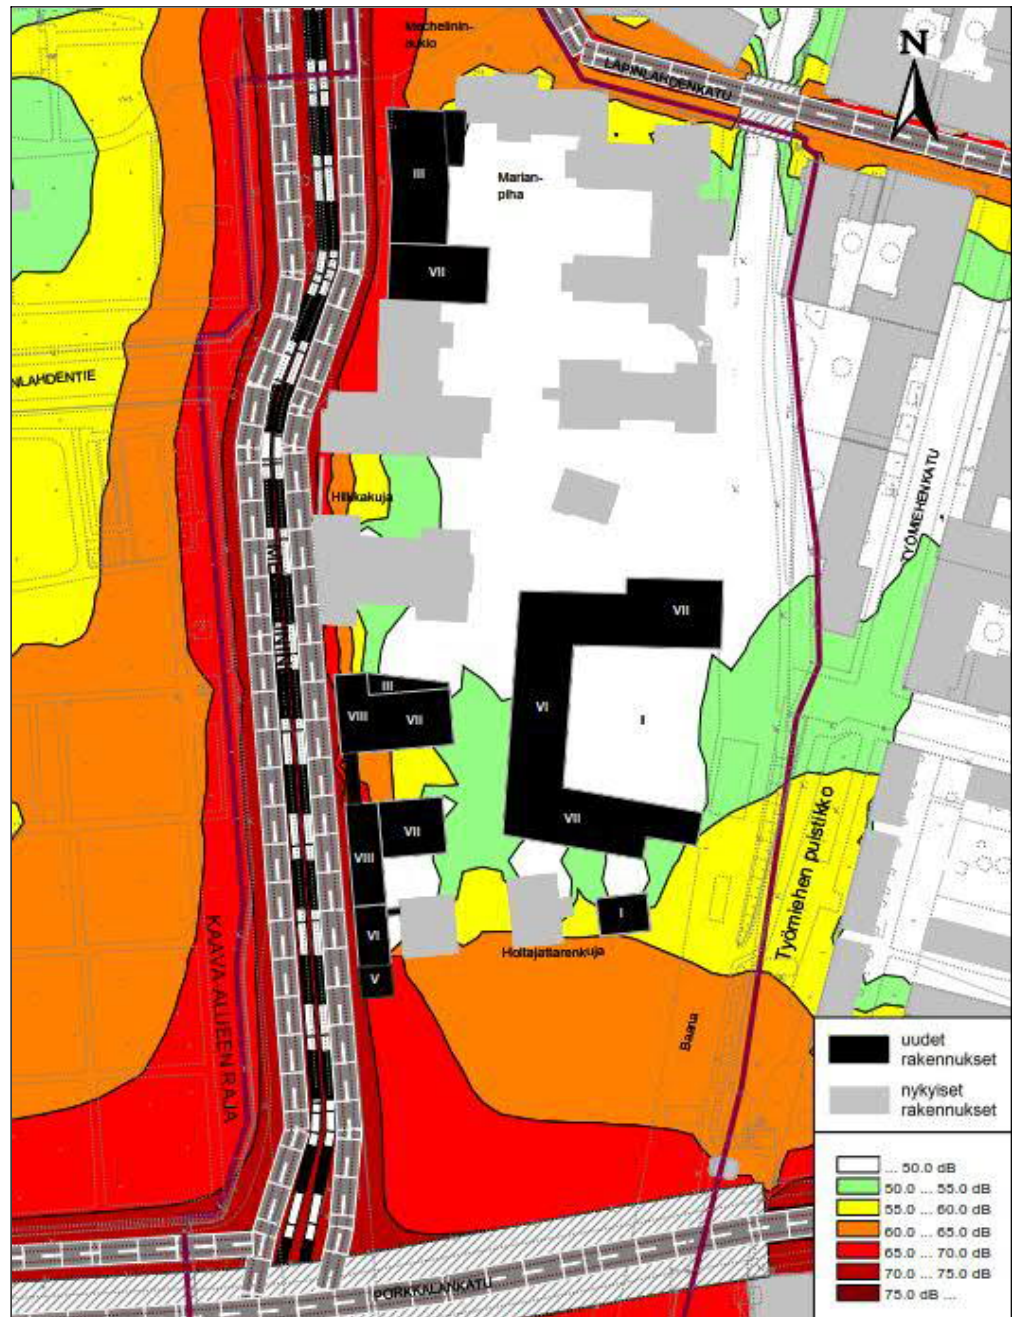 Mechelinin-
aukio
N
LAPINLAHDENKATU
III
Marian-
piha
VII
NLAHDENTIE
TYÖMIEHENKATU
Hilkkakuja
VII
III
VIII
VII
VI
I
VII
VIII
VII
Työmiehen puistikko
I
VI
Hoitajattarenkuja
V
KAAVA-ALUEEN RAJA
Baana
uudet
rakennukset
nykyiset
rakennukset
... 50.0 dB
50.0 ... 55.0 dB
55.0 ... 60.0 dB
60.0 ... 65.0 dB
65.0 ... 70.0 dB
70.0 ... 75.0 dB
75.0 dB ...
PORKKALANKATU